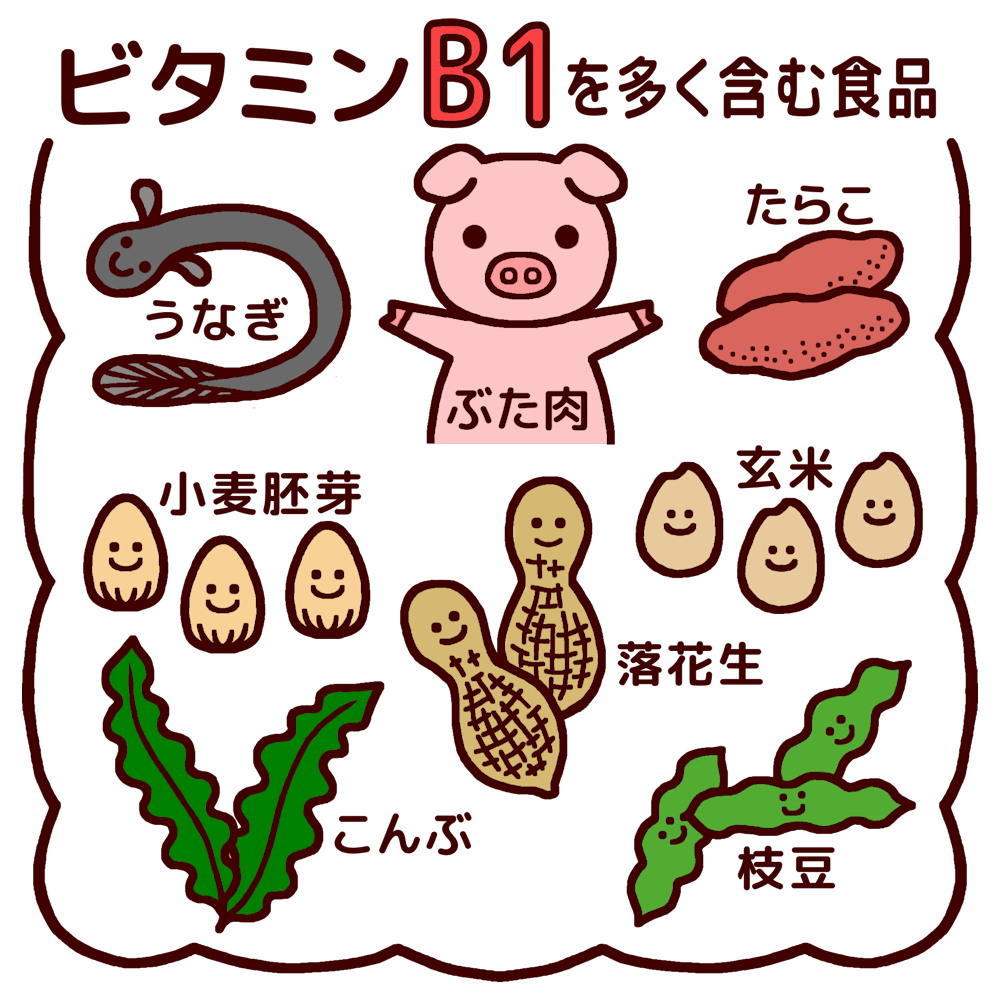 ビタミンB1を多く含む食品
うなぎ
ぶた肉
たらこ
小麦胚芽
玄米
落花生
こんぶ
枝豆